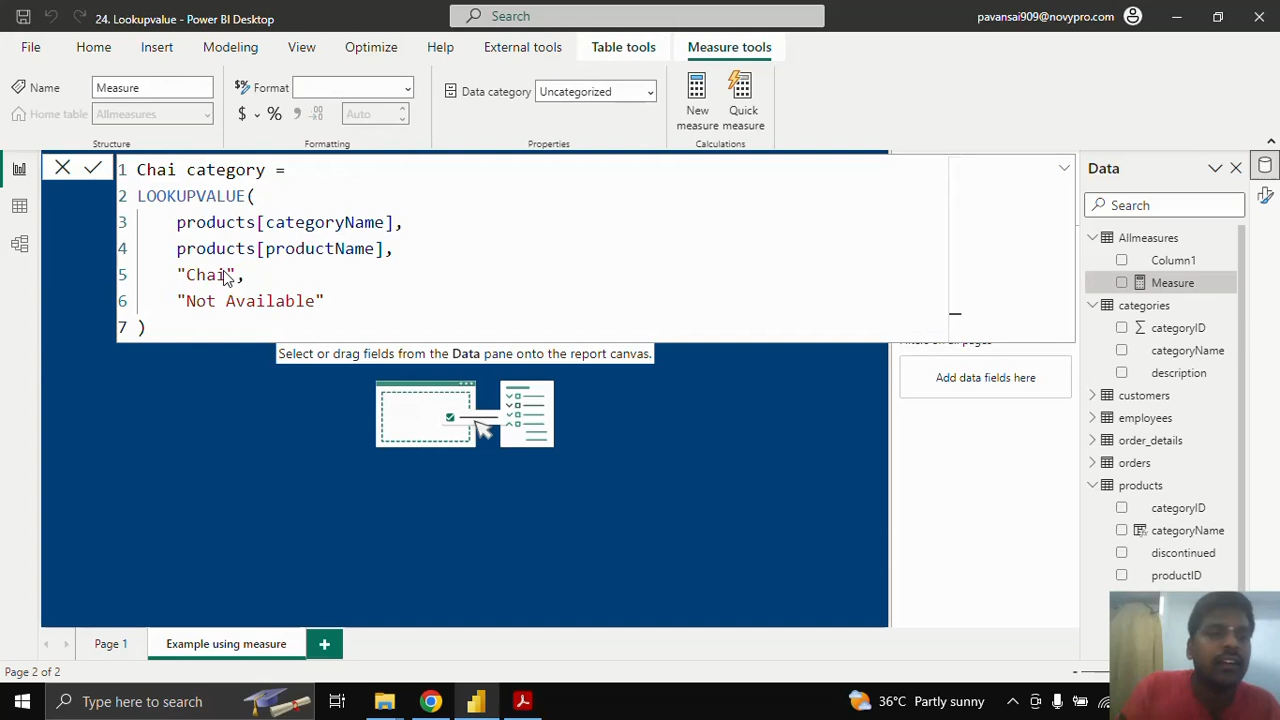 24. Lookupvalue - Power BI Desktop
Search
pavansai909@novypro.com
File Home Insert Modeling View Optimize Help External tools Table tools Measure tools
Name Measure
Format
Data category Uncategorized
New measure
Quick measure
Home table Allmeasures
$ % 9 .00 Auto
Structure Formatting Properties Calculations
1 Chai category =
2 LOOKUPVALUE(
3 products[categoryName],
4 products[productName],
5 "Chai",
6 "Not Available"
7 )
Select or drag fields from the Data pane onto the report canvas.
Add data fields here
Data
Search
Allmeasures
Column1
Measure
categories
categoryID
categoryName
description
customers
employees
order_details
orders
products
categoryID
categoryName
discontinued
productID
Page 1
Example using measure
Page 2 of 2
Type here to search
36°C Partly sunny